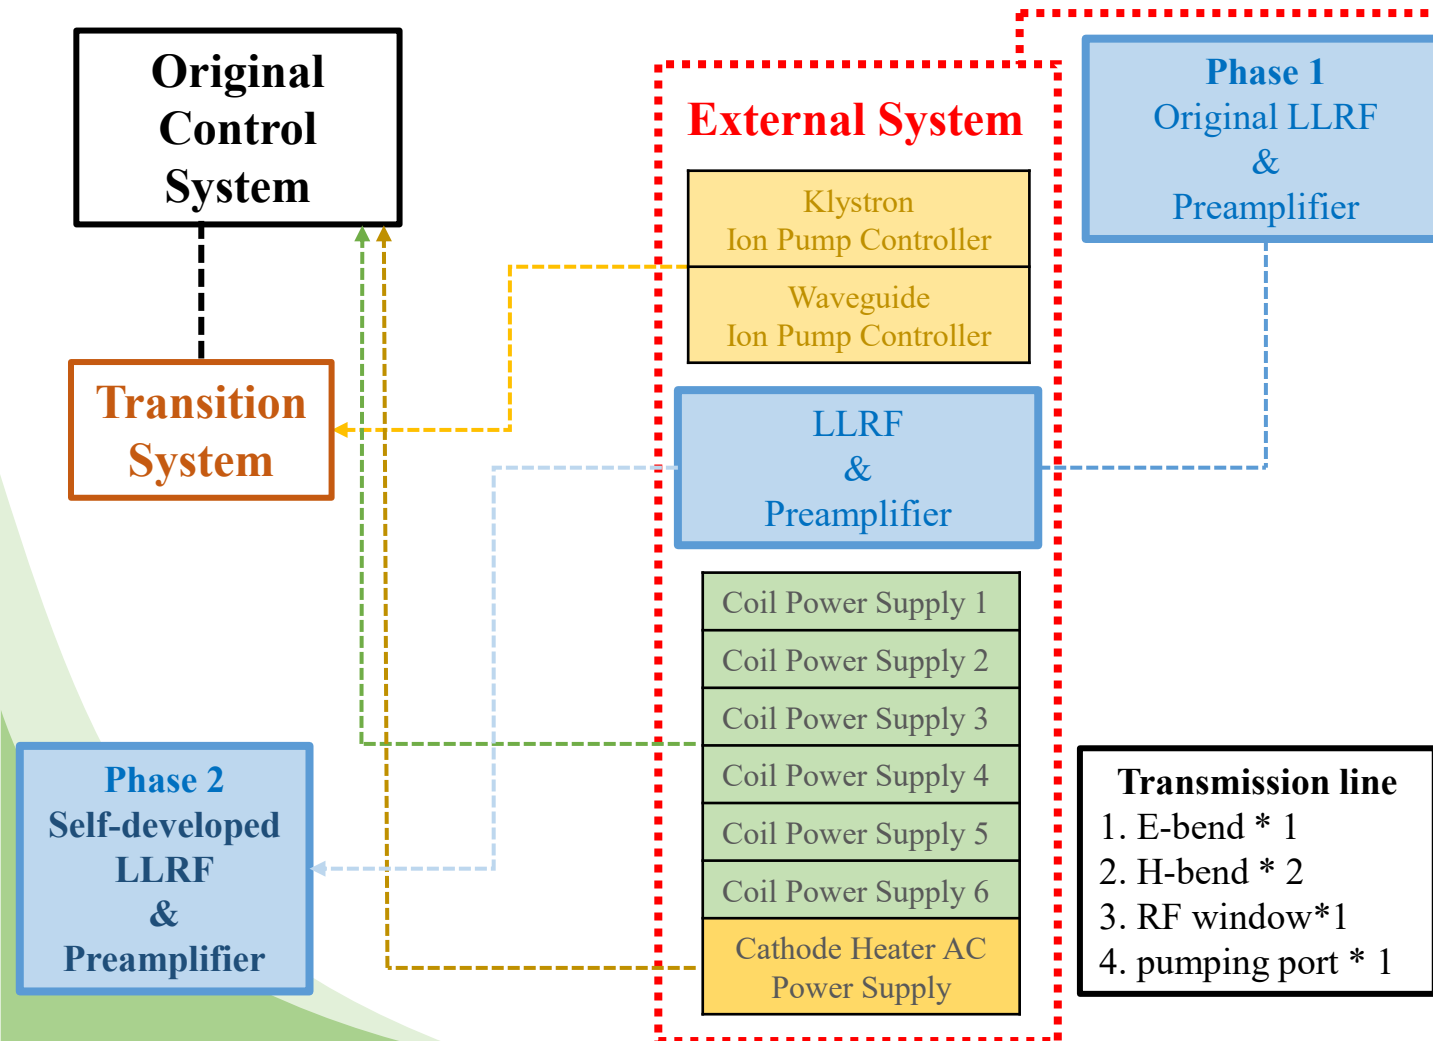 Original
Control
System
Transition
System
Phase 2
Self-developed
LLRF
&
Preamplifier
External System
Klystron
Ion Pump Controller
Waveguide
Ion Pump Controller
LLRF
&
Preamplifier
Coil Power Supply 1
Coil Power Supply 2
Coil Power Supply 3
Coil Power Supply 4
Coil Power Supply 5
Coil Power Supply 6
Cathode Heater AC
Power Supply
Phase 1
Original LLRF
&
Preamplifier
Transmission line
1. E-bend * 1
2. H-bend * 2
3. RF window*1
4. pumping port * 1